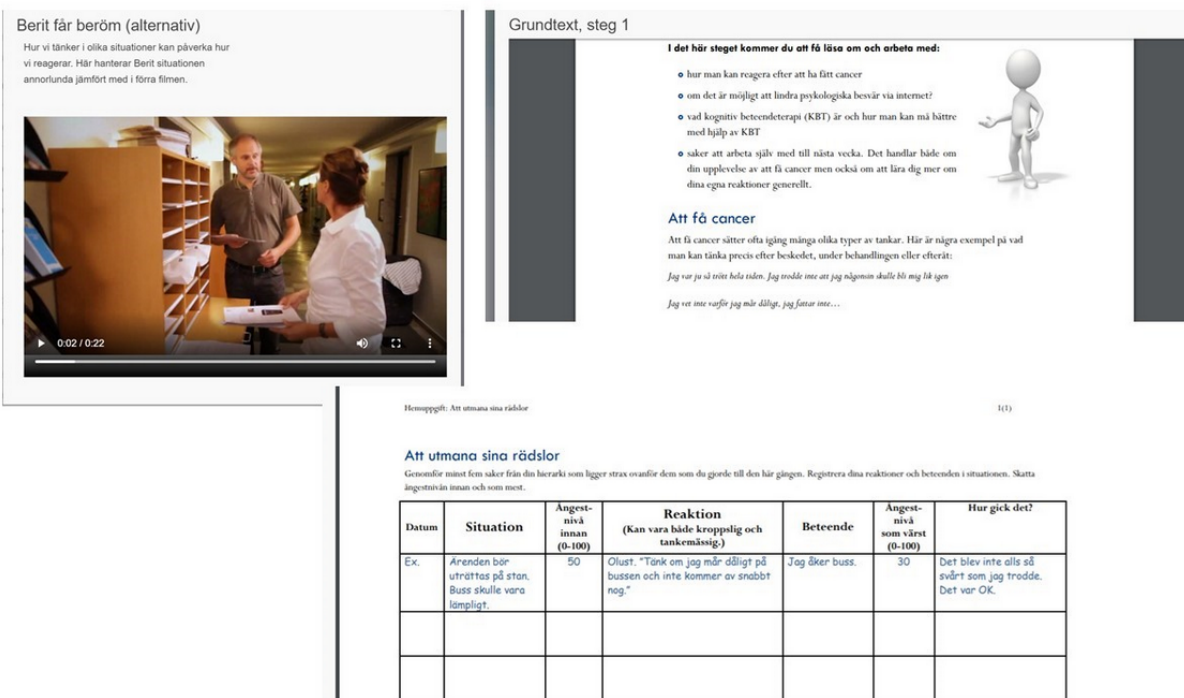 Berit får beröm (alternativ)
Hur vi tänker i olika situationer kan påverka hur
vi reagerar. Här hanterar Berit situationen
annorlunda jämfört med i förra filmen.
0:02 / 0:22
Grundtext, steg 1
I det här steget kommer du att få läsa om och arbeta med:
hur man kan reagera efter att ha fått cancer
om det är möjligt att lindra psykologiska besvär via internet?
vad kognitiv beteendeterapi (KBT) är och hur man kan må bättre
med hjälp av KBT
saker att arbeta själv med till nästa vecka. Det handlar både om
din upplevelse av att få cancer men också om att lära dig mer om
dina egna reaktioner generellt.
Att få cancer
Att få cancer sätter ofta igång många olika typer av tankar. Här är några exempel på vad
man kan tänka precis efter beskedet, under behandlingen eller efteråt:
Jag var ju så trött hela tiden. Jag trodde inte att jag någonsin skulle bli mig lik igen
Jag vet inte varför jag mår dåligt, jag fattar inte…
Hemuppgift: Att utmana sina rädslor
1(1)
Att utmana sina rädslor
Genomför minst fem saker från din hierarki som ligger strax ovanför dem som du gjorde till den här gången. Registrera dina reaktioner och beteenden i situationen. Skatta
ångestnivån innan och som mest.
Datum
Situation
Ångest-
nivå
innan
(0-100)
Reaktion
(Kan vara både kroppslig och
tankemässig.)
Beteende
Ångest-
nivå
som värst
(0-100)
Hur gick det?
Ex.
Ärenden bör
uträttas på stan.
Buss skulle vara
lämpligt.
50
Olust. "Tänk om jag mår dåligt på
bussen och inte kommer av snabbt
nog."
Jag åker buss.
30
Det blev inte alls så
svårt som jag trodde.
Det var OK.